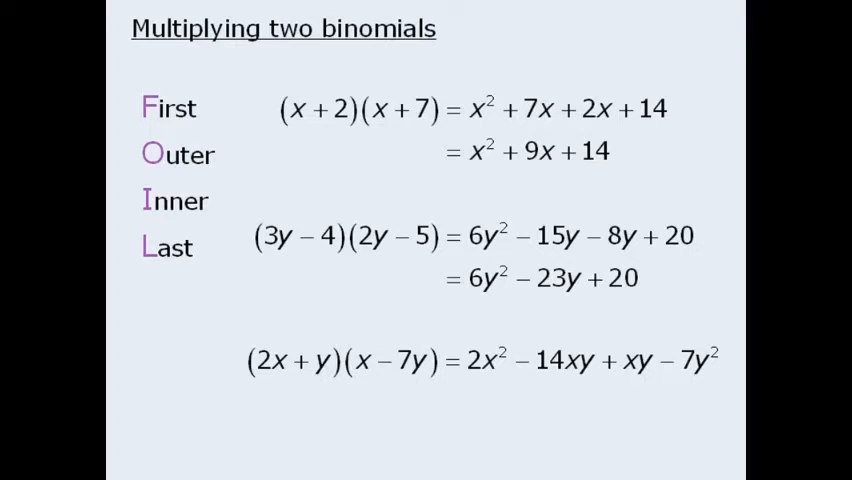 Multiplying two binomials
First (x + 2)(x + 7) = x² + 7x + 2x + 14
Outer = x² + 9x + 14
Inner
(3y − 4)(2y − 5) = 6y² − 15y − 8y + 20
Last
= 6y² − 23y + 20
(2x + y)(x − 7y) = 2x² − 14xy + xy − 7y²